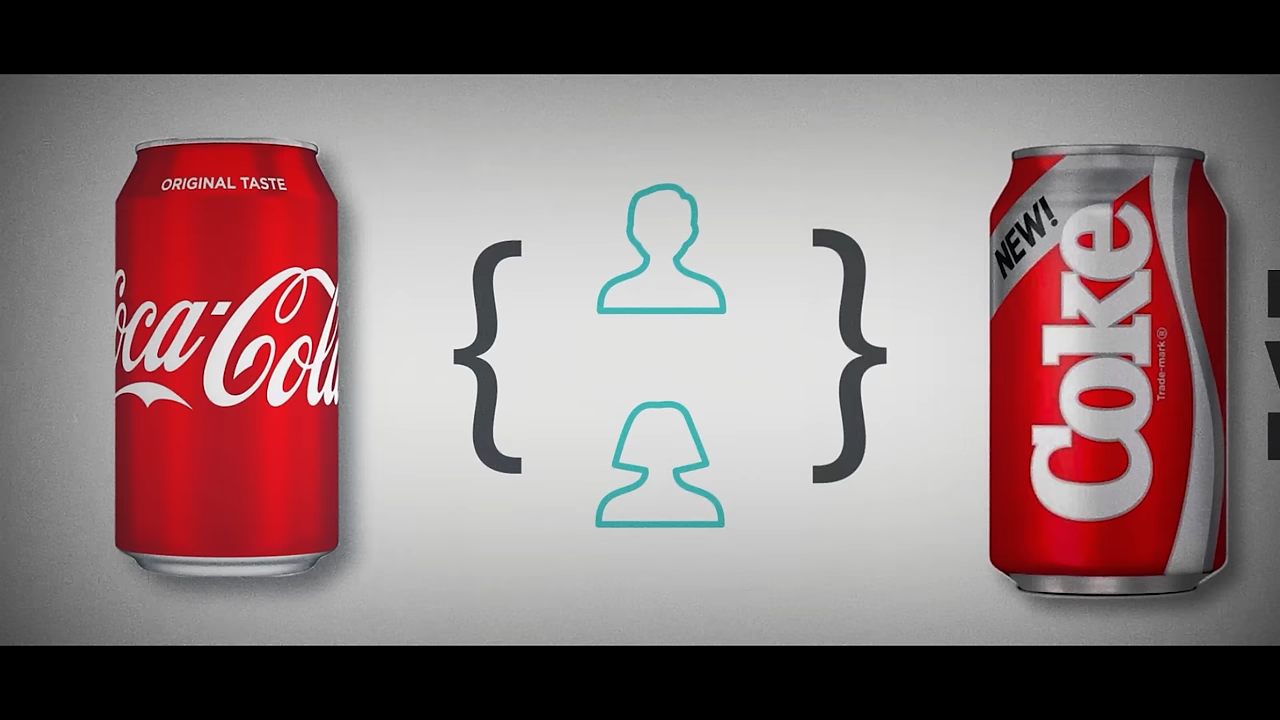 ORIGINAL TASTE
Coca-Cola
NEW!
Coke
Trade-mark ®